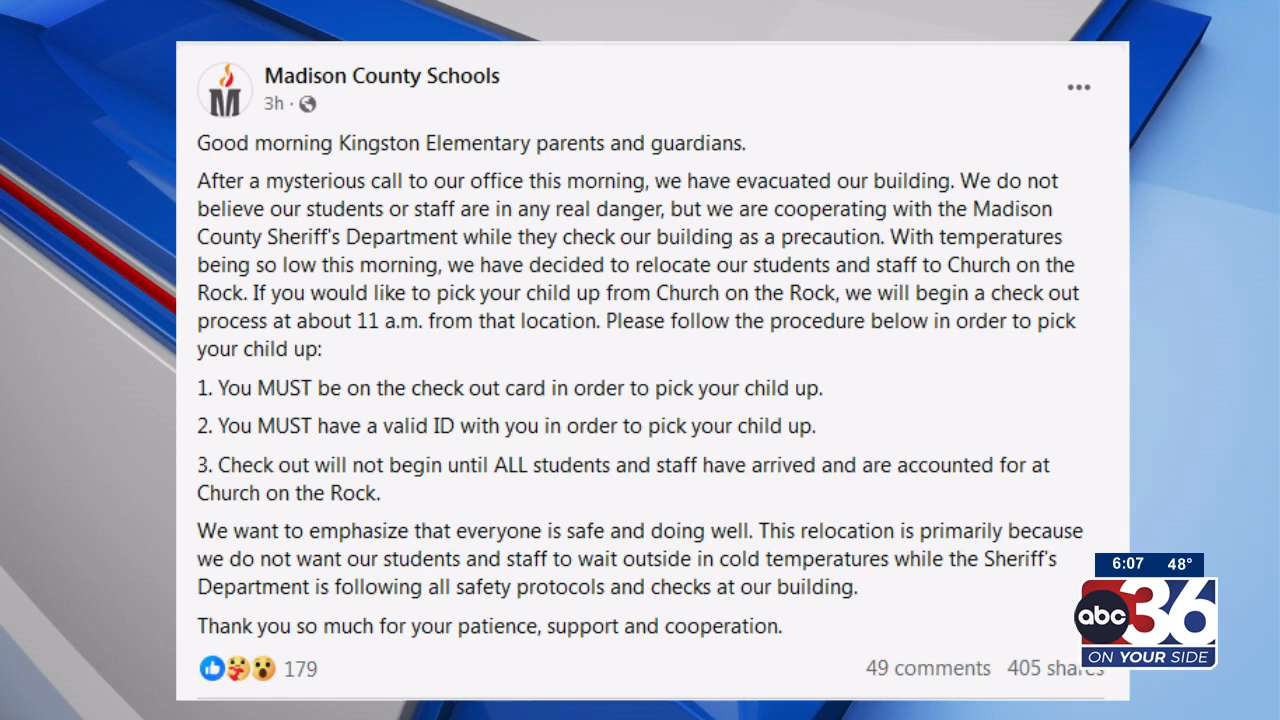 Madison County Schools
3h ·
Good morning Kingston Elementary parents and guardians.
After a mysterious call to our office this morning, we have evacuated our building. We do not
believe our students or staff are in any real danger, but we are cooperating with the Madison
County Sheriff's Department while they check our building as a precaution. With temperatures
being so low this morning, we have decided to relocate our students and staff to Church on the
Rock. If you would like to pick your child up from Church on the Rock, we will begin a check out
process at about 11 a.m. from that location. Please follow the procedure below in order to pick
your child up:
1. You MUST be on the check out card in order to pick your child up.
2. You MUST have a valid ID with you in order to pick your child up.
3. Check out will not begin until ALL students and staff have arrived and are accounted for at
Church on the Rock.
We want to emphasize that everyone is safe and doing well. This relocation is primarily because
we do not want our students and staff to wait outside in cold temperatures while the Sheriff's
Department is following all safety protocols and checks at our building.
Thank you so much for your patience, support and cooperation.
179 49 comments 405 shares
6:07 48°
abc 36
ON YOUR SIDE